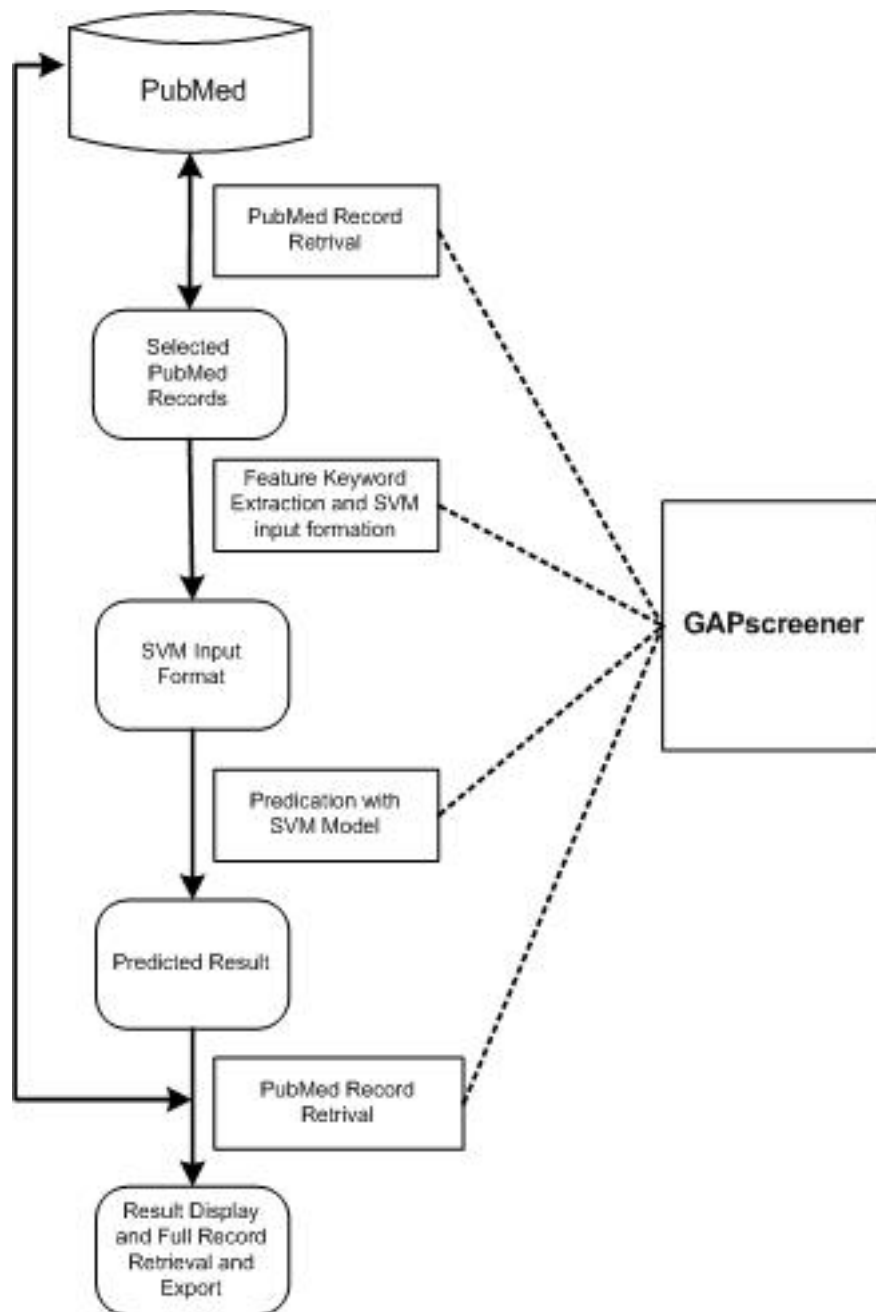 PubMed
PubMed Record
Retrival
Selected
PubMed
Records
Feature Keyword
Extraction and SVM
input formation
GAPscreener
SVM Input
Format
Predication with
SVM Model
Predicted Result
PubMed Record
Retrival
Result Display
and Full Record
Retrieval and
Export